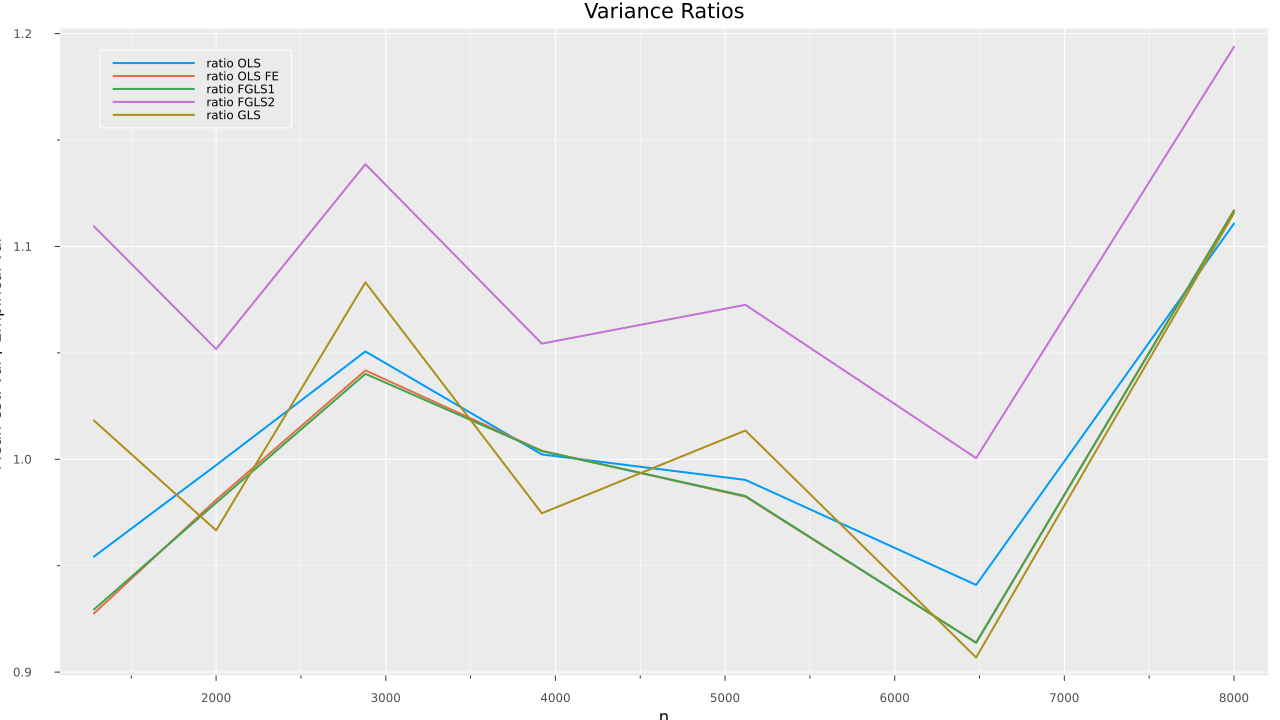 Variance Ratios
ratio OLS
ratio OLS FE
ratio FGLS1
ratio FGLS2
ratio GLS
1.2
1.1
1.0
0.9
2000 3000 4000 5000 6000 7000 8000
n